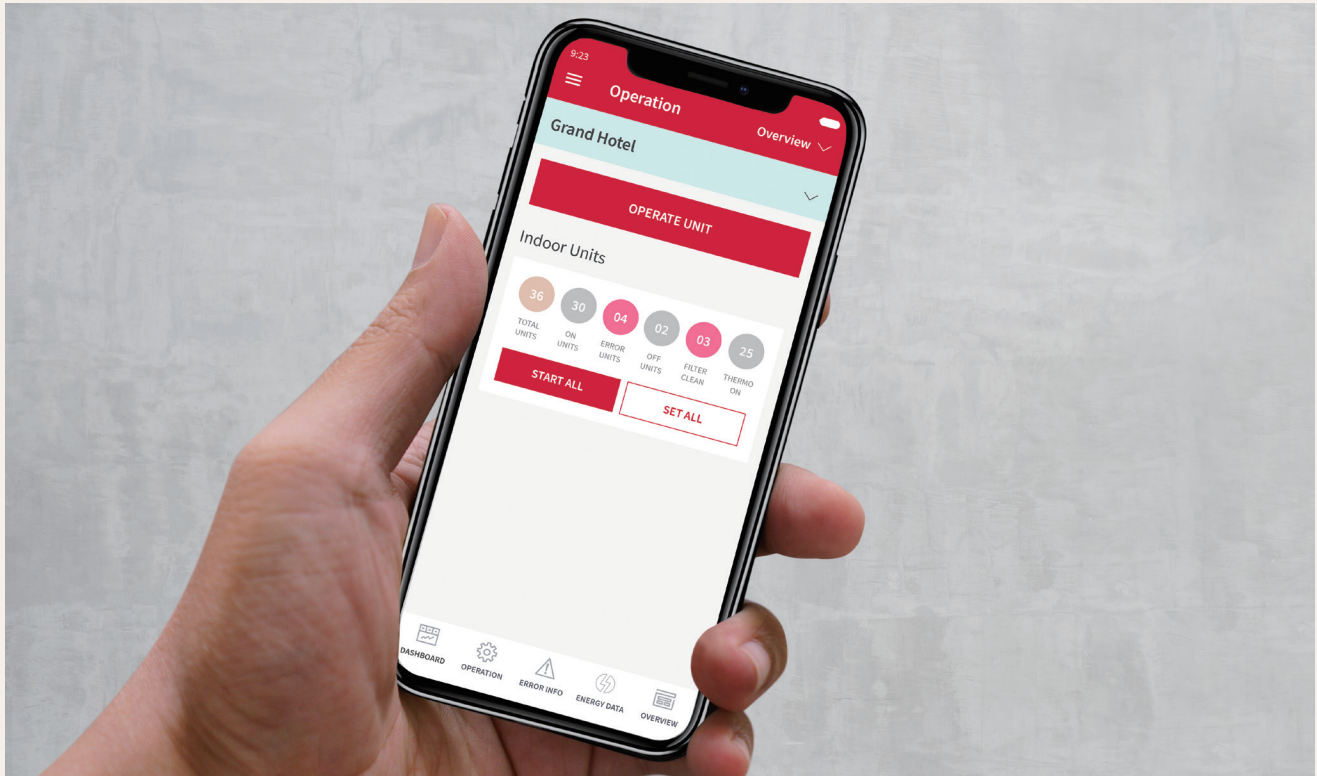 9:23
Operation
Overview
Grand Hotel
OPERATE UNIT
Indoor Units
36
30
04
02
03
25
TOTAL
UNITS
ON
UNITS
ERROR
UNITS
OFF
UNITS
FILTER
CLEAN
THERMO
ON
START ALL
SET ALL
DASHBOARD
OPERATION
ERROR INFO
ENERGY DATA
OVERVIEW